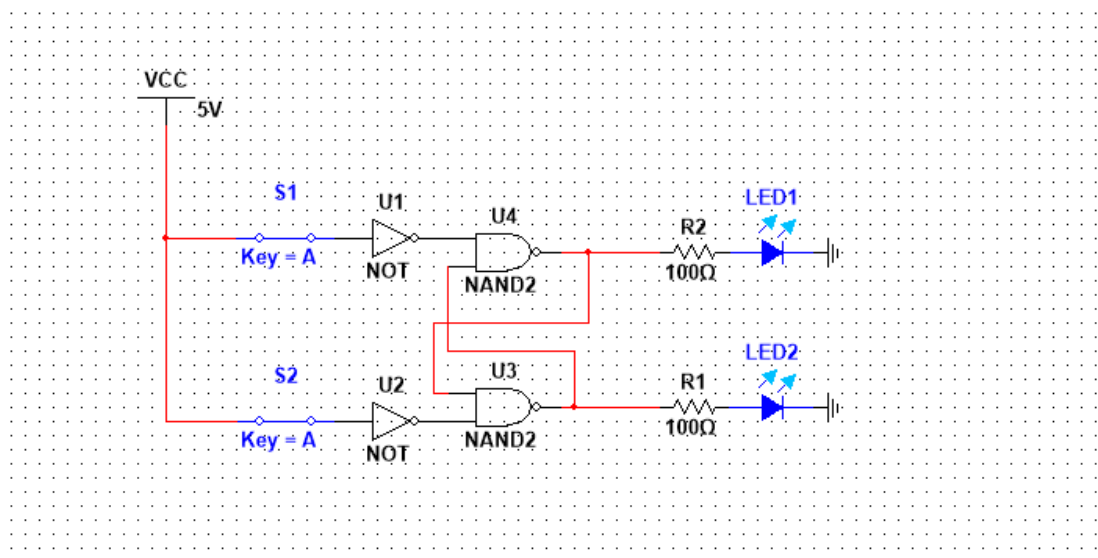 VCC
5V
S1
Key = A
U1
NOT
U4
NAND2
R2
100Ω
LED1
S2
Key = A
U2
NOT
U3
NAND2
R1
100Ω
LED2